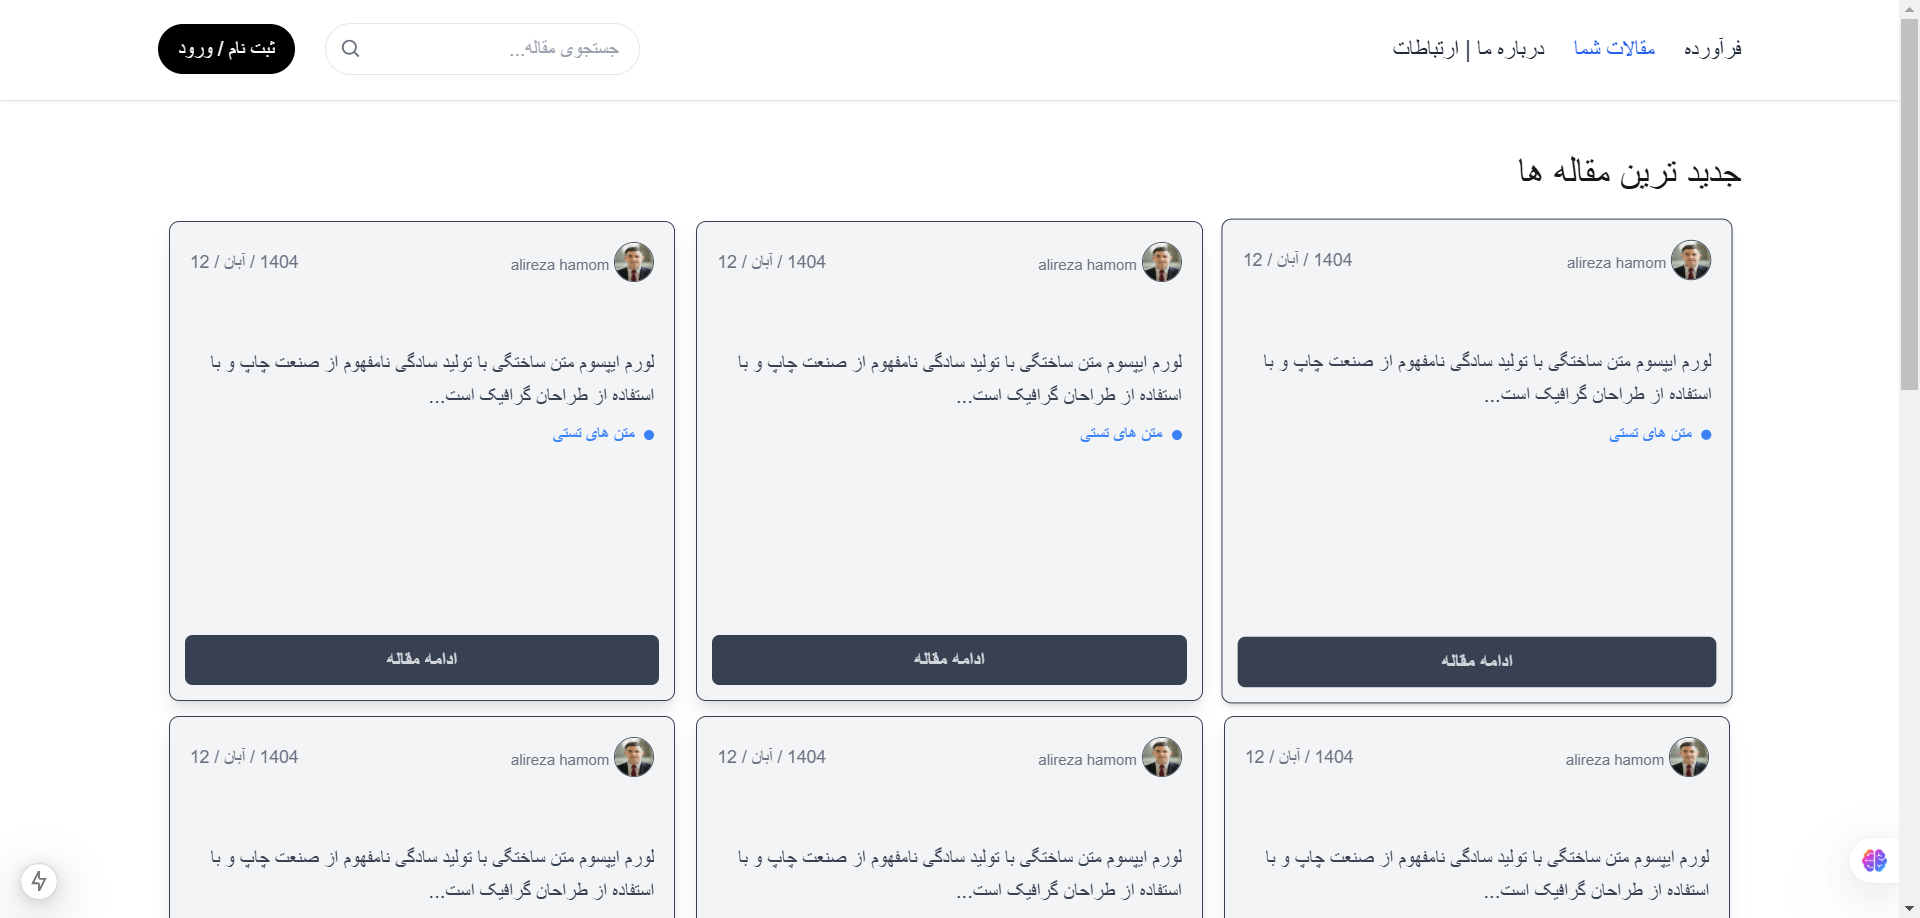 فرآورده
مقالات شما
درباره ما | ارتباطات
جستجوی مقاله...
ثبت نام / ورود
جدید ترین مقاله ها
alireza hamom
12 / آبان / 1404
لورم ایپسوم متن ساختگی با تولید سادگی نامفهوم از صنعت چاپ و با
استفاده از طراحان گرافیک است...
متن های تستی
ادامه مقاله
alireza hamom
12 / آبان / 1404
لورم ایپسوم متن ساختگی با تولید سادگی نامفهوم از صنعت چاپ و با
استفاده از طراحان گرافیک است...
متن های تستی
ادامه مقاله
alireza hamom
12 / آبان / 1404
لورم ایپسوم متن ساختگی با تولید سادگی نامفهوم از صنعت چاپ و با
استفاده از طراحان گرافیک است...
متن های تستی
ادامه مقاله
alireza hamom
12 / آبان / 1404
لورم ایپسوم متن ساختگی با تولید سادگی نامفهوم از صنعت چاپ و با
استفاده از طراحان گرافیک است...
alireza hamom
12 / آبان / 1404
لورم ایپسوم متن ساختگی با تولید سادگی نامفهوم از صنعت چاپ و با
استفاده از طراحان گرافیک است...
alireza hamom
12 / آبان / 1404
لورم ایپسوم متن ساختگی با تولید سادگی نامفهوم از صنعت چاپ و با
استفاده از طراحان گرافیک است...